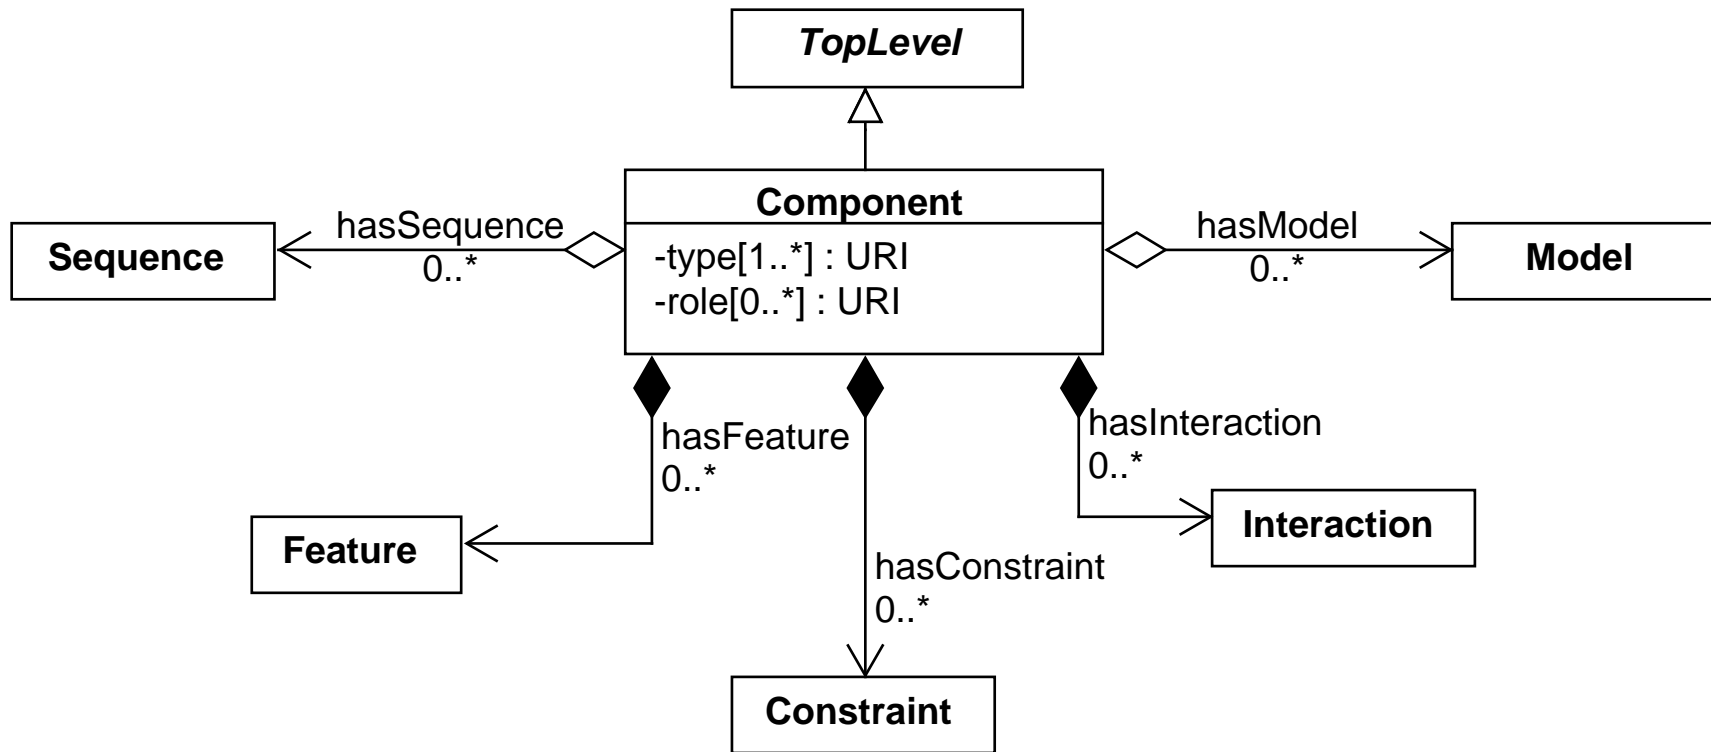 TopLevel
Component
-type[1..*] : URI
-role[0..*] : URI
hasSequence
0..*
Sequence
hasModel
0..*
Model
hasFeature
0..*
Feature
hasConstraint
0..*
Constraint
hasInteraction
0..*
Interaction